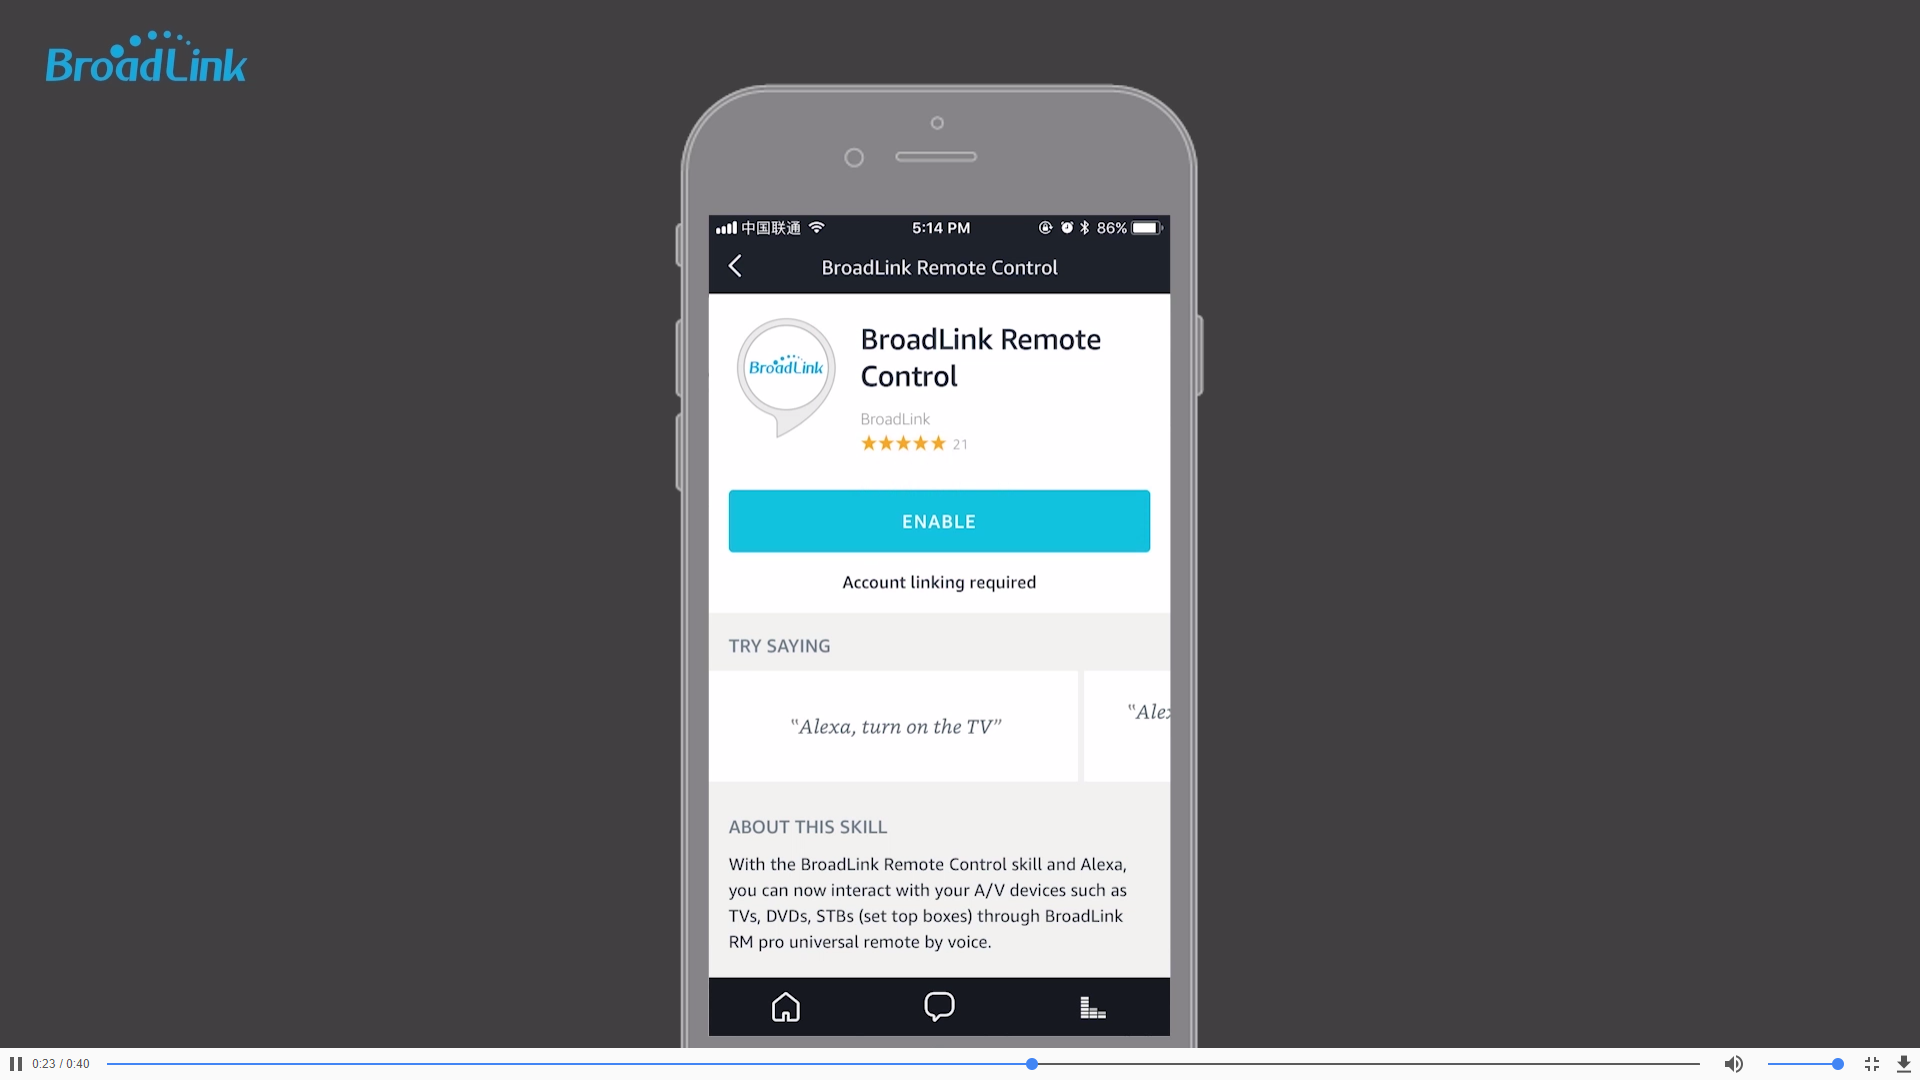 BroadLink
中国联通
5:14 PM
86%
BroadLink Remote Control
BroadLink
BroadLink Remote
Control
BroadLink
21
ENABLE
Account linking required
TRY SAYING
"Alexa, turn on the TV"
"Alex
ABOUT THIS SKILL
With the BroadLink Remote Control skill and Alexa,
you can now interact with your A/V devices such as
TVs, DVDs, STBs (set top boxes) through BroadLink
RM pro universal remote by voice.
0:23 / 0:40